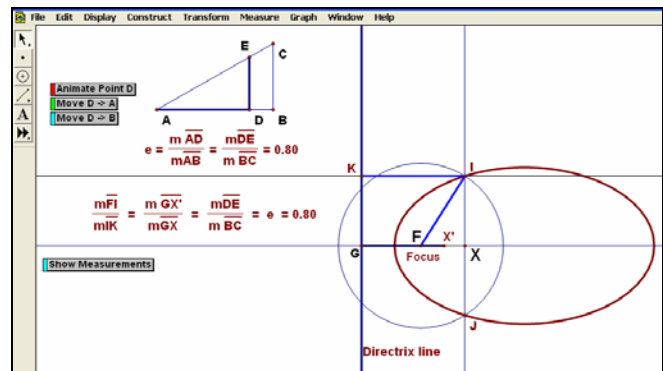 File Edit Display Construct Transform Measure Graph Window Help
E
C
Animate Point D
Move D -> A
Move D -> B
A
D
B
e = m AD / mAB = mDE / m BC = 0.80
K
I
mFI / mIK = m GX' / mGX = mDE / m BC = e = 0.80
F
X'
G
X
Focus
Show Measurements
J
Directrix line
A